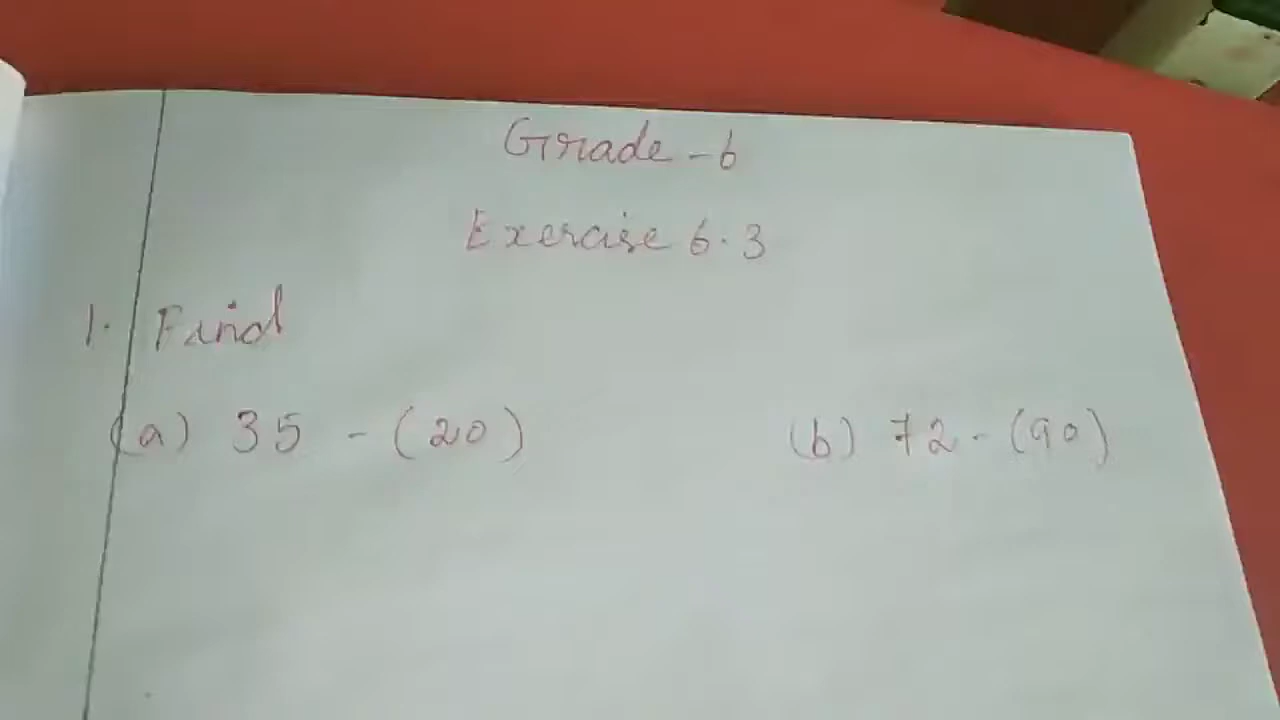 Grade - 6
Exercise 6.3
1. Find
(a) 35 - (20) (b) 72 - (90)